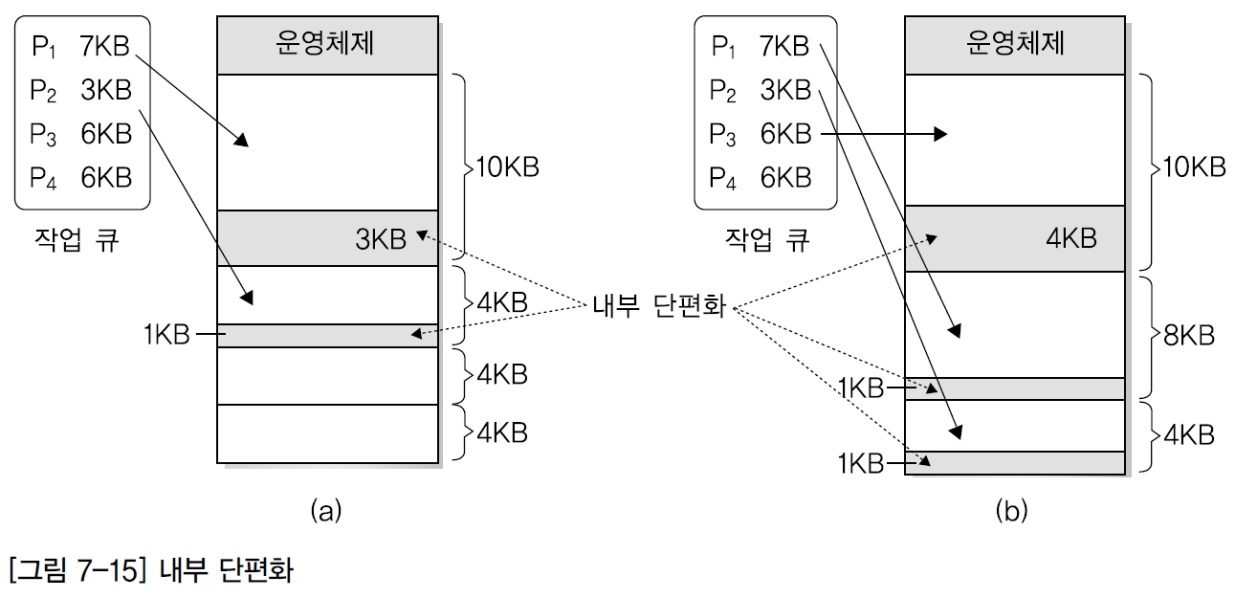 P₁ 7KB
P₂ 3KB
P₃ 6KB
P₄ 6KB
작업 큐
운영체제
10KB
3KB
4KB
1KB
4KB
4KB
(a)
내부 단편화
P₁ 7KB
P₂ 3KB
P₃ 6KB
P₄ 6KB
작업 큐
운영체제
10KB
4KB
8KB
1KB
4KB
1KB
(b)
[그림 7-15] 내부 단편화